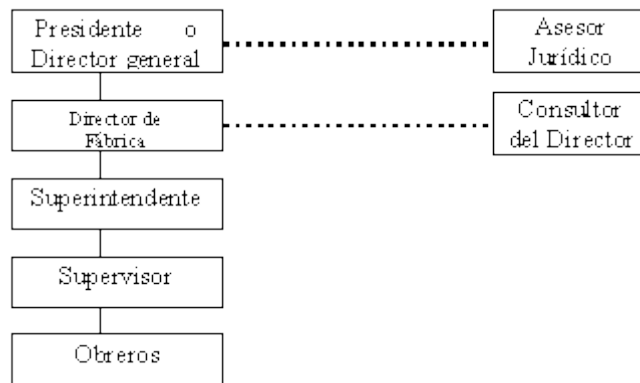 Presidente o
Director general
Asesor
Jurídico
Director de
Fábrica
Consultor
del Director
Superintendente
Supervisor
Obreros